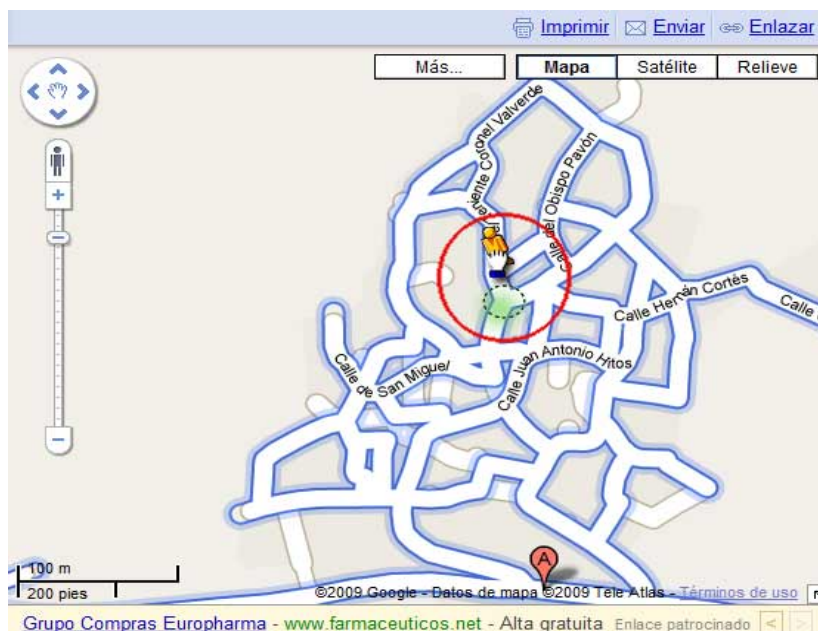 Imprimir Enviar Enlazar
Más... Mapa Satélite Relieve
Teniente Coronel Valverde
Calle del Obispo Pavón
Calle Hernán Cortés
Calle
Calle de San Miguel
Calle Juan Antonio Hitos
A
100 m
200 pies
©2009 Google - Datos de mapa ©2009 Tele Atlas - Términos de uso
Grupo Compras Europharma - www.farmaceuticos.net - Alta gratuita Enlace patrocinado < >